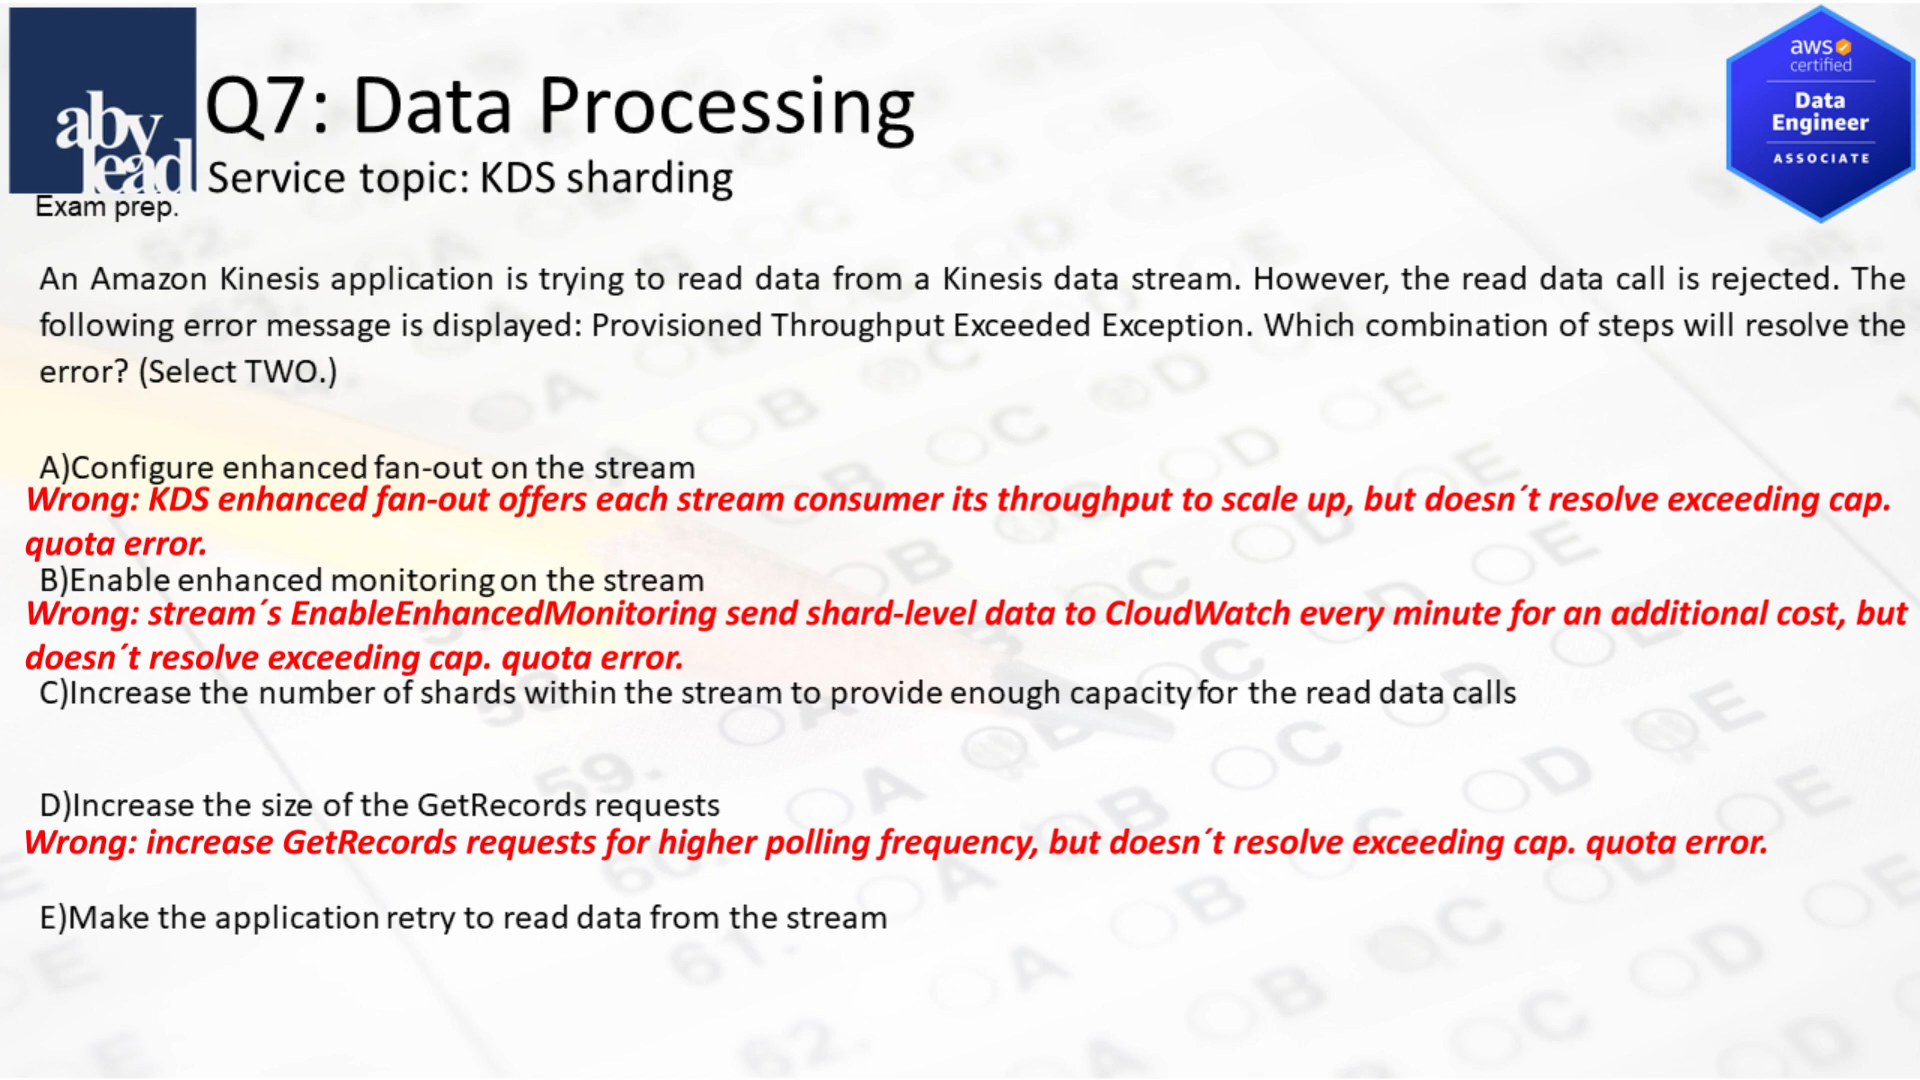 aby
lead
Exam prep.
Q7: Data Processing
Service topic: KDS sharding
aws
certified
Data
Engineer
ASSOCIATE
An Amazon Kinesis application is trying to read data from a Kinesis data stream. However, the read data call is rejected. The
following error message is displayed: Provisioned Throughput Exceeded Exception. Which combination of steps will resolve the
error? (Select TWO.)
A)Configure enhanced fan-out on the stream
Wrong: KDS enhanced fan-out offers each stream consumer its throughput to scale up, but doesn´t resolve exceeding cap.
quota error.
B)Enable enhanced monitoring on the stream
Wrong: stream´s EnableEnhancedMonitoring send shard-level data to CloudWatch every minute for an additional cost, but
doesn´t resolve exceeding cap. quota error.
C)Increase the number of shards within the stream to provide enough capacity for the read data calls
D)Increase the size of the GetRecords requests
Wrong: increase GetRecords requests for higher polling frequency, but doesn´t resolve exceeding cap. quota error.
E)Make the application retry to read data from the stream